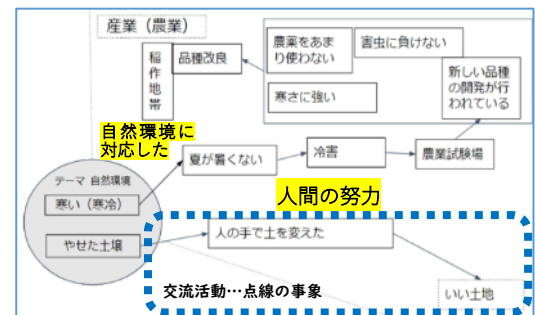 産業（農業）
稲
作
地
帯
品種改良
農薬をあま
り使わない
害虫に負けない
寒さに強い
新しい品種
の開発が行
われている
自然環境に
対応した
夏が暑くない
冷害
農業試験場
テーマ 自然環境
寒い（寒冷）
やせた土壌
人間の努力
人の手で土を変えた
交流活動…点線の事象
いい土地